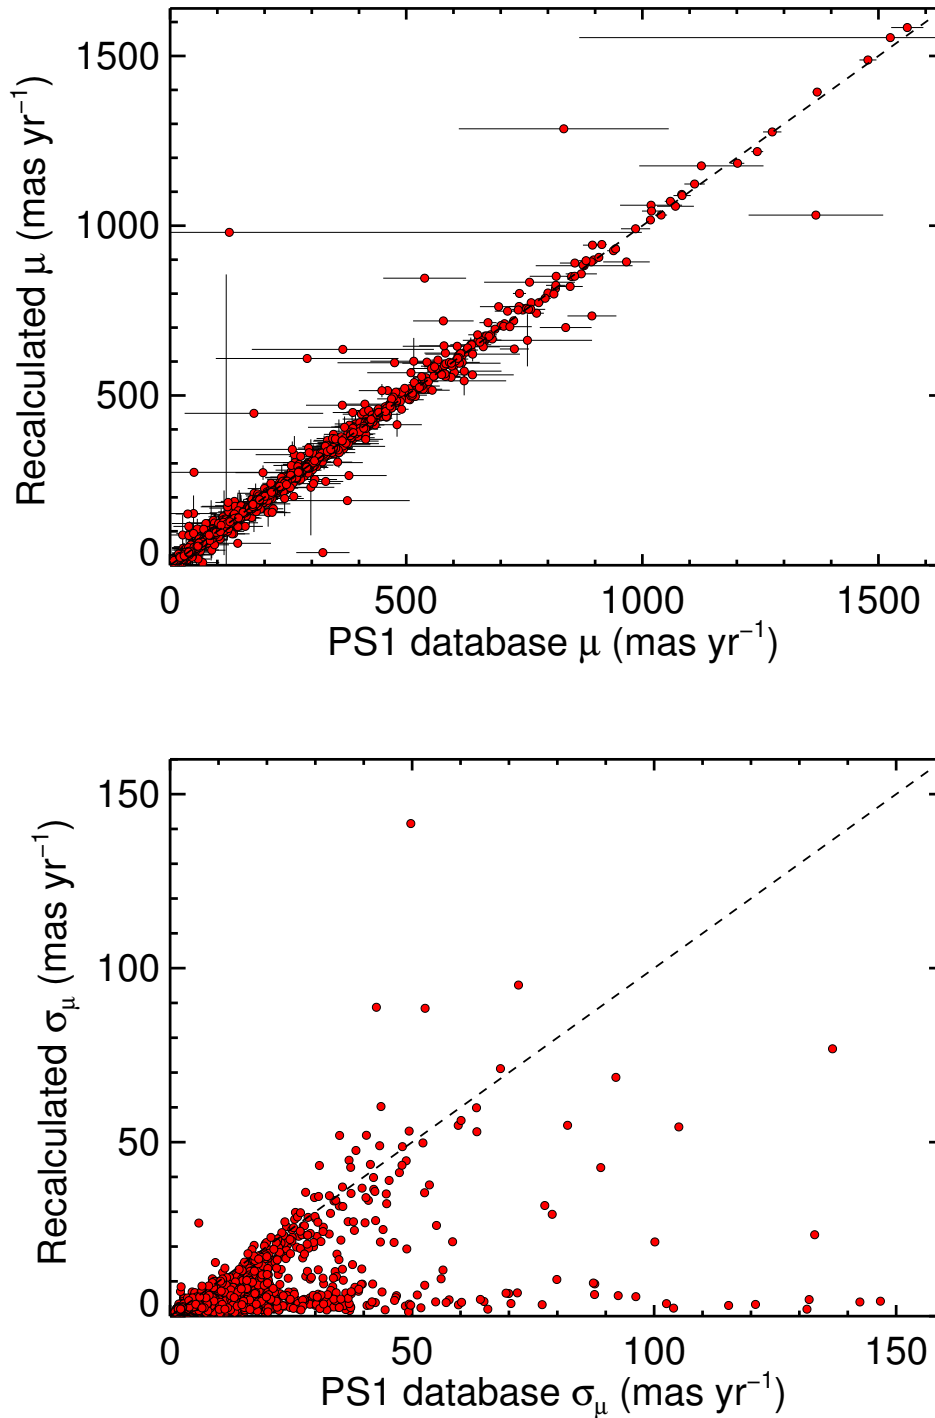 Recalculated μ (mas yr⁻¹)
1500
1000
500
0
0 500 1000 1500
PS1 database μ (mas yr⁻¹)
Recalculated σμ (mas yr⁻¹)
150
100
50
0
0 50 100 150
PS1 database σμ (mas yr⁻¹)